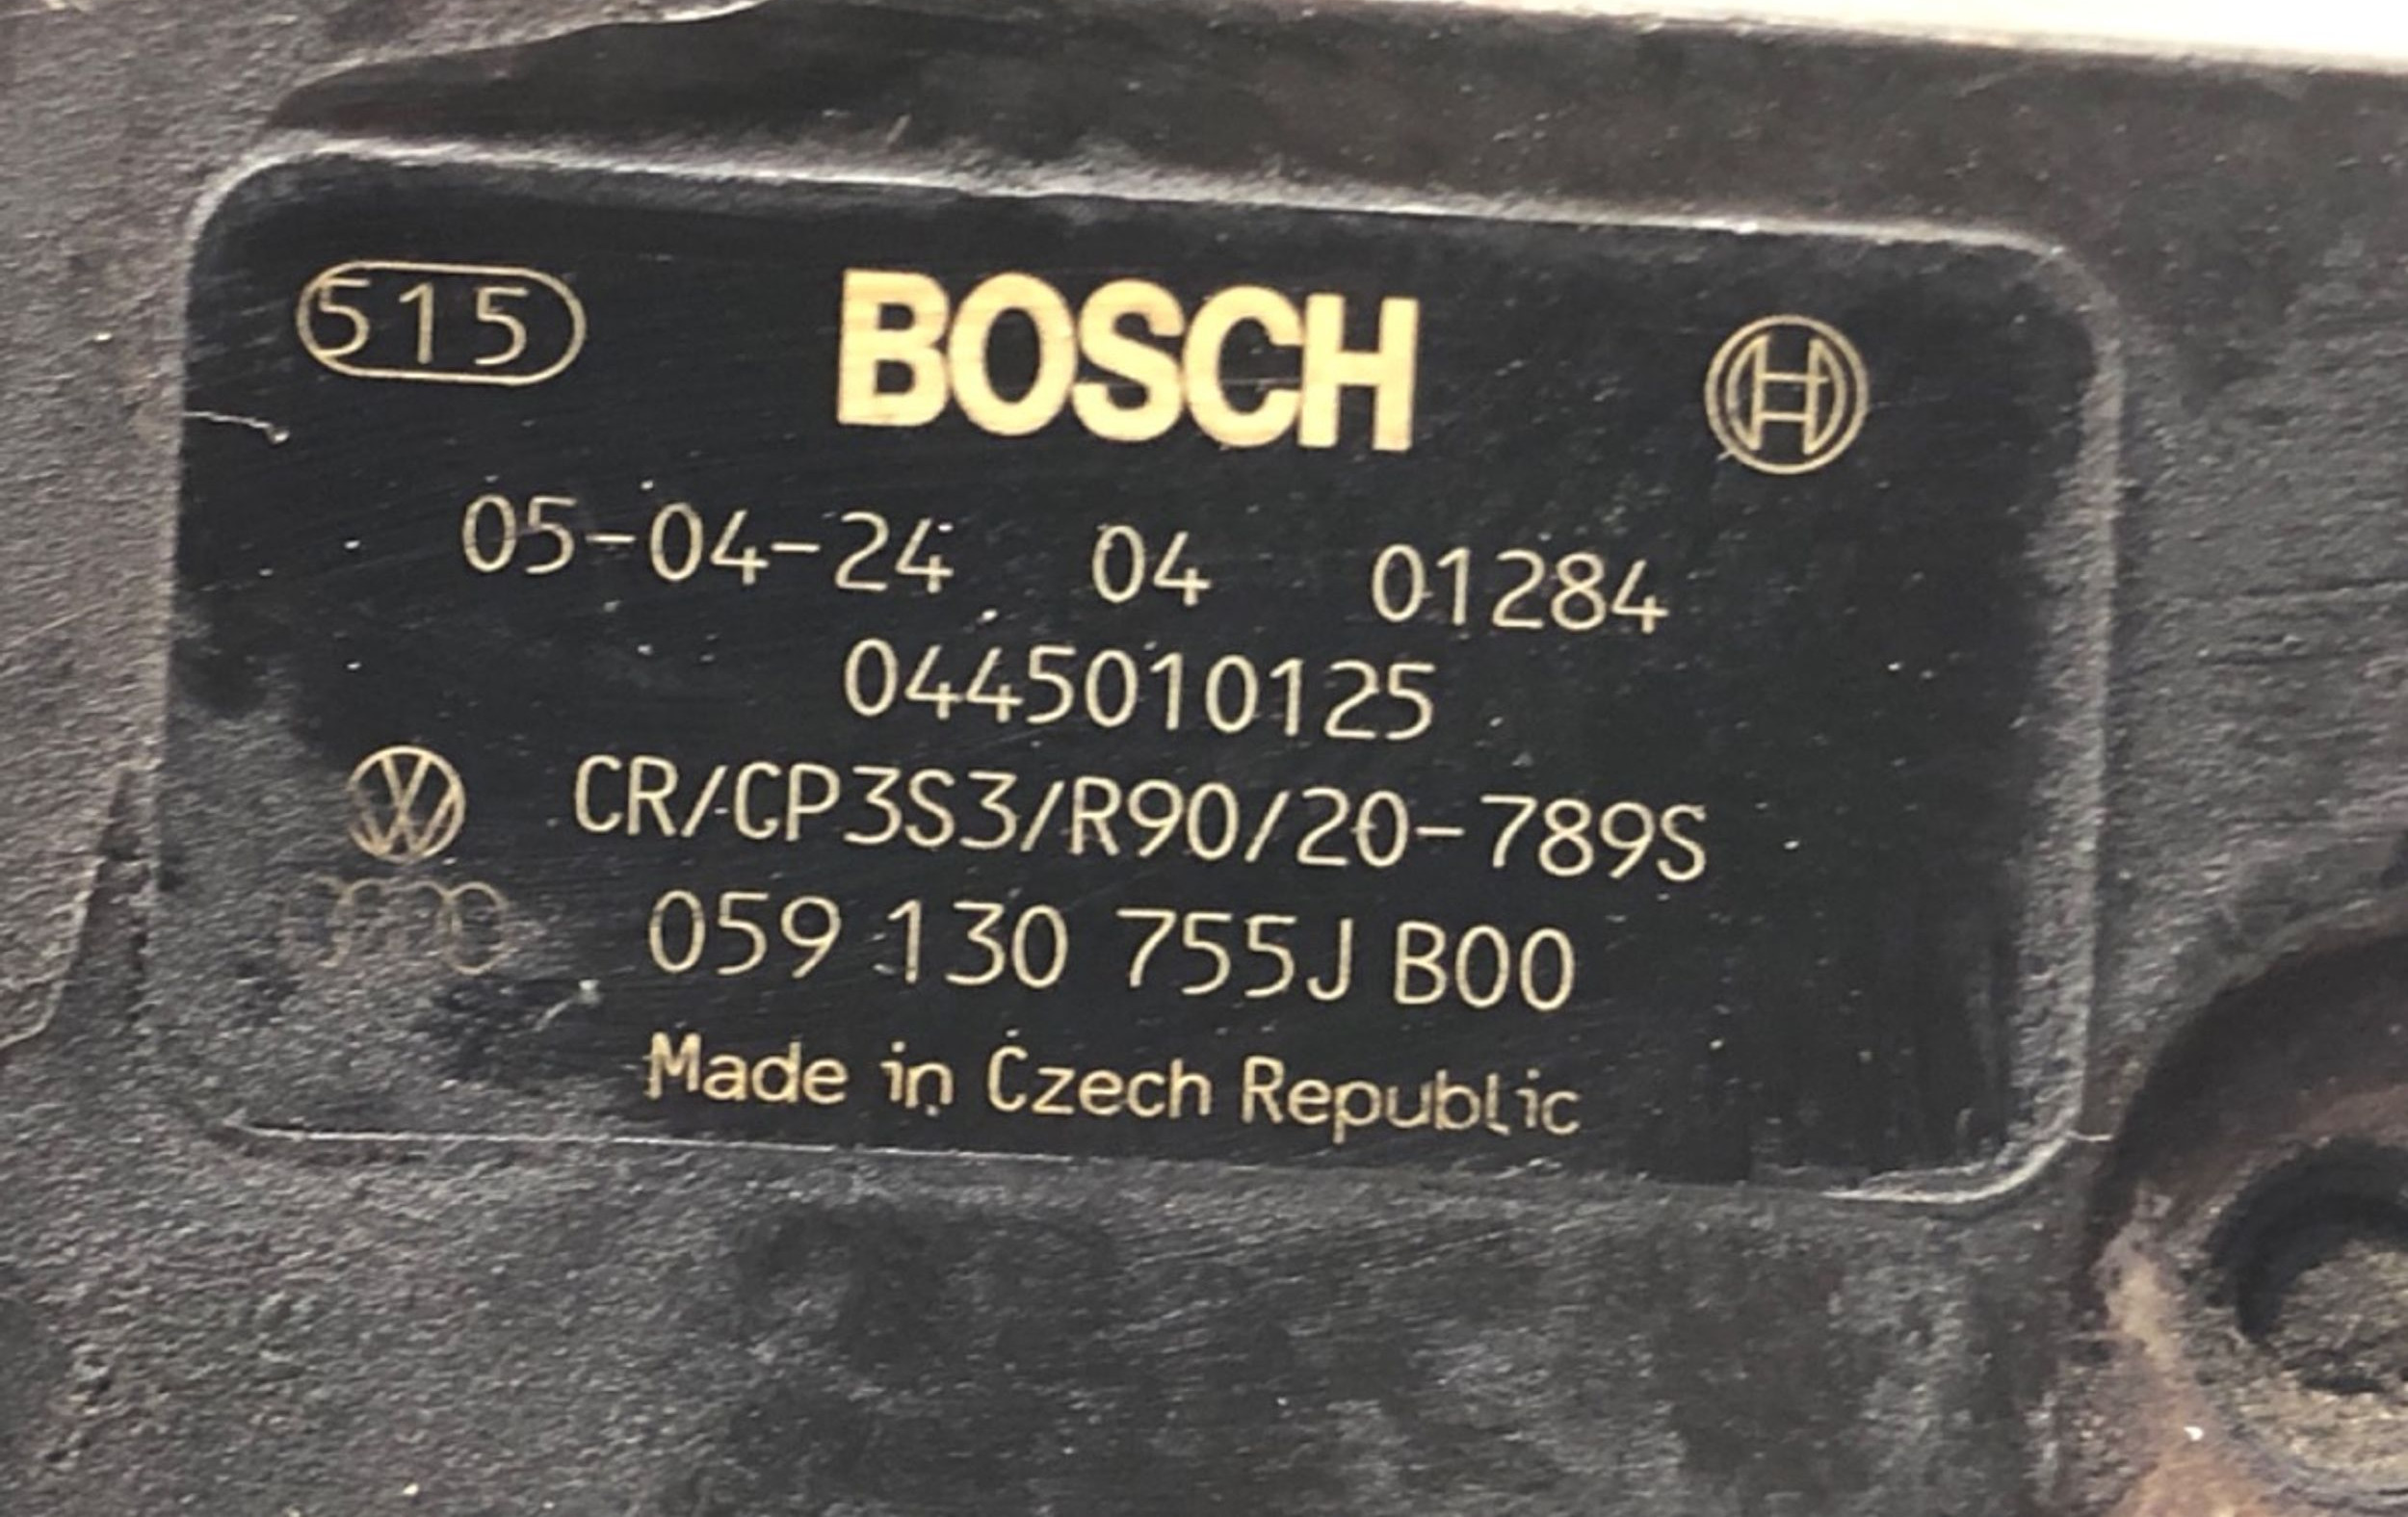 515 BOSCH
05-04-24 04 01284
0445010125
CR/CP3S3/R90/20-789S
059 130 755J B00
Made in Czech Republic